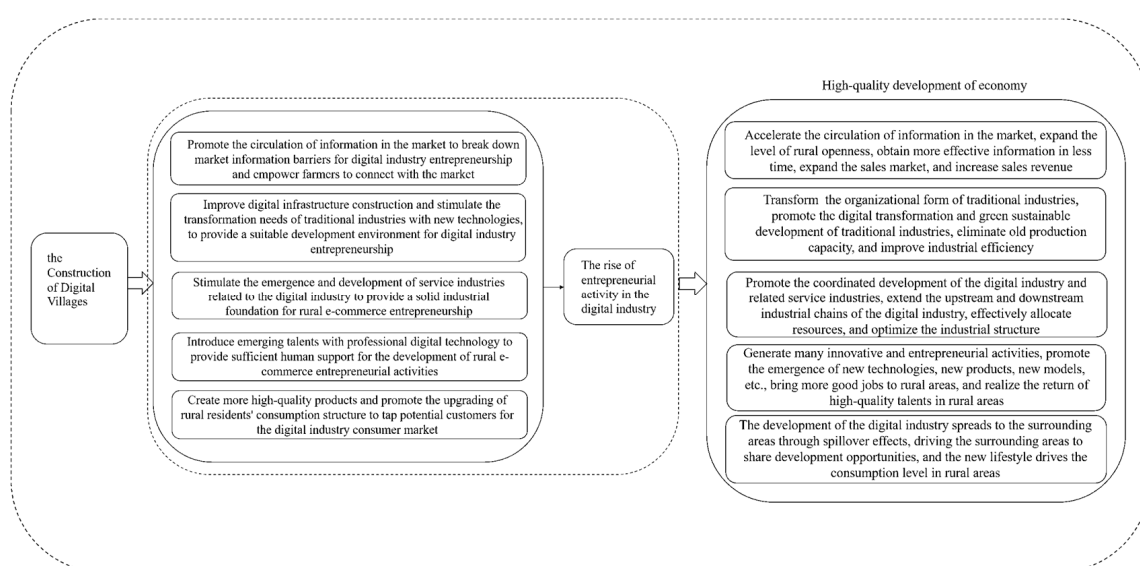 the
Construction
of Digital
Villages
Promote the circulation of information in the market to break down
market information barriers for digital industry entrepreneurship
and empower farmers to connect with the market
Improve digital infrastructure construction and stimulate the
transformation needs of traditional industries with new technologies,
to provide a suitable development environment for digital industry
entrepreneurship
Stimulate the emergence and development of service industries
related to the digital industry to provide a solid industrial
foundation for rural e-commerce entrepreneurship
Introduce emerging talents with professional digital technology to
provide sufficient human support for the development of rural e-
commerce entrepreneurial activities
Create more high-quality products and promote the upgrading of
rural residents' consumption structure to tap potential customers for
the digital industry consumer market
The rise of
entrepreneurial
activity in the
digital industry
High-quality development of economy
Accelerate the circulation of information in the market, expand the
level of rural openness, obtain more effective information in less
time, expand the sales market, and increase sales revenue
Transform the organizational form of traditional industries,
promote the digital transformation and green sustainable
development of traditional industries, eliminate old production
capacity, and improve industrial efficiency
Promote the coordinated development of the digital industry and
related service industries, extend the upstream and downstream
industrial chains of the digital industry, effectively allocate
resources, and optimize the industrial structure
Generate many innovative and entrepreneurial activities, promote
the emergence of new technologies, new products, new models,
etc., bring more good jobs to rural areas, and realize the return of
high-quality talents in rural areas
The development of the digital industry spreads to the surrounding
areas through spillover effects, driving the surrounding areas to
share development opportunities, and the new lifestyle drives the
consumption level in rural areas